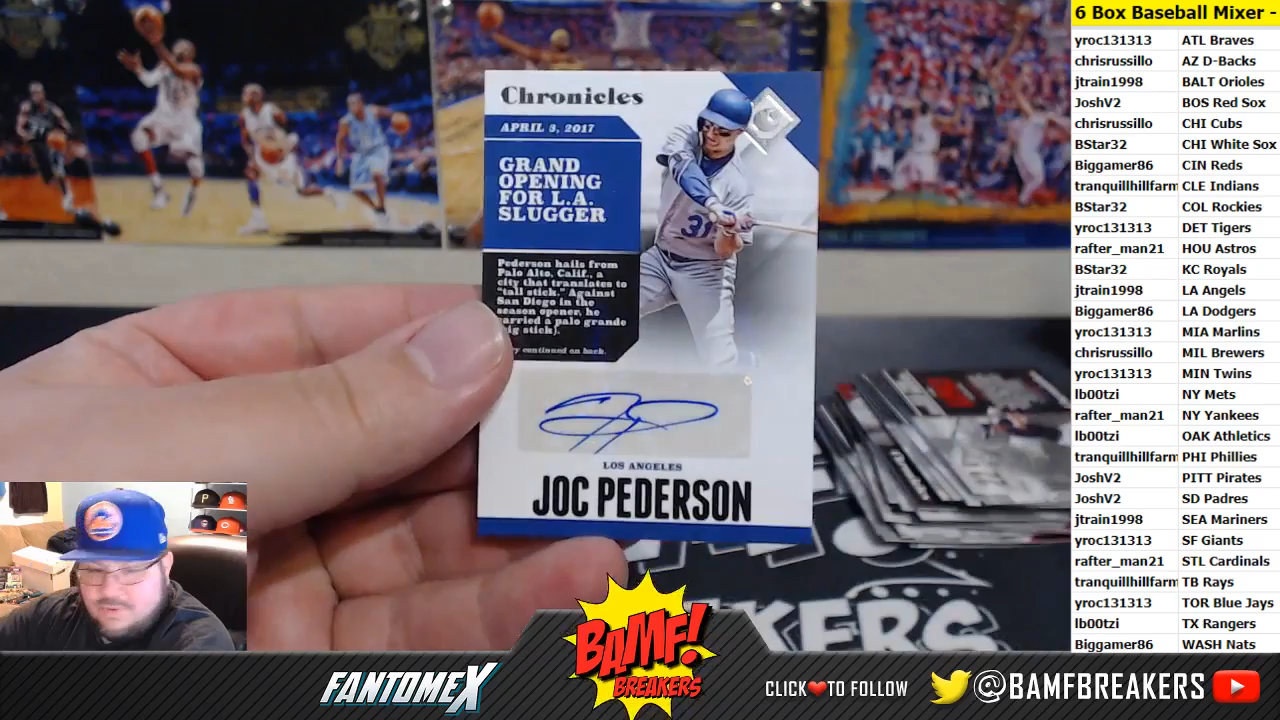 Chronicles
APRIL 3, 2017
GRAND
OPENING
FOR L.A.
SLUGGER
Pederson hails from
Palo Alto, Calif., a
city that translates to
"tall stick." Against
San Diego in the
season opener, he
carried a palo grande
stick).
continued on back.
31
LOS ANGELES
JOC PEDERSON
6 Box Baseball Mixer -
yroc131313 ATL Braves
chrisrussillo AZ D-Backs
jtrain1998 BALT Orioles
JoshV2 BOS Red Sox
chrisrussillo CHI Cubs
BStar32 CHI White Sox
Biggamer86 CIN Reds
tranquillhillfarm CLE Indians
BStar32 COL Rockies
yroc131313 DET Tigers
rafter_man21 HOU Astros
BStar32 KC Royals
jtrain1998 LA Angels
Biggamer86 LA Dodgers
yroc131313 MIA Marlins
chrisrussillo MIL Brewers
yroc131313 MIN Twins
lb00tzi NY Mets
rafter_man21 NY Yankees
lb00tzi OAK Athletics
tranquillhillfarm PHI Phillies
JoshV2 PITT Pirates
JoshV2 SD Padres
jtrain1998 SEA Mariners
yroc131313 SF Giants
rafter_man21 STL Cardinals
tranquillhillfarm TB Rays
yroc131313 TOR Blue Jays
lb00tzi TX Rangers
Biggamer86 WASH Nats
FANTOMEX
BAMF!
BREAKERS
CLICK TO FOLLOW
@BAMFBREAKERS